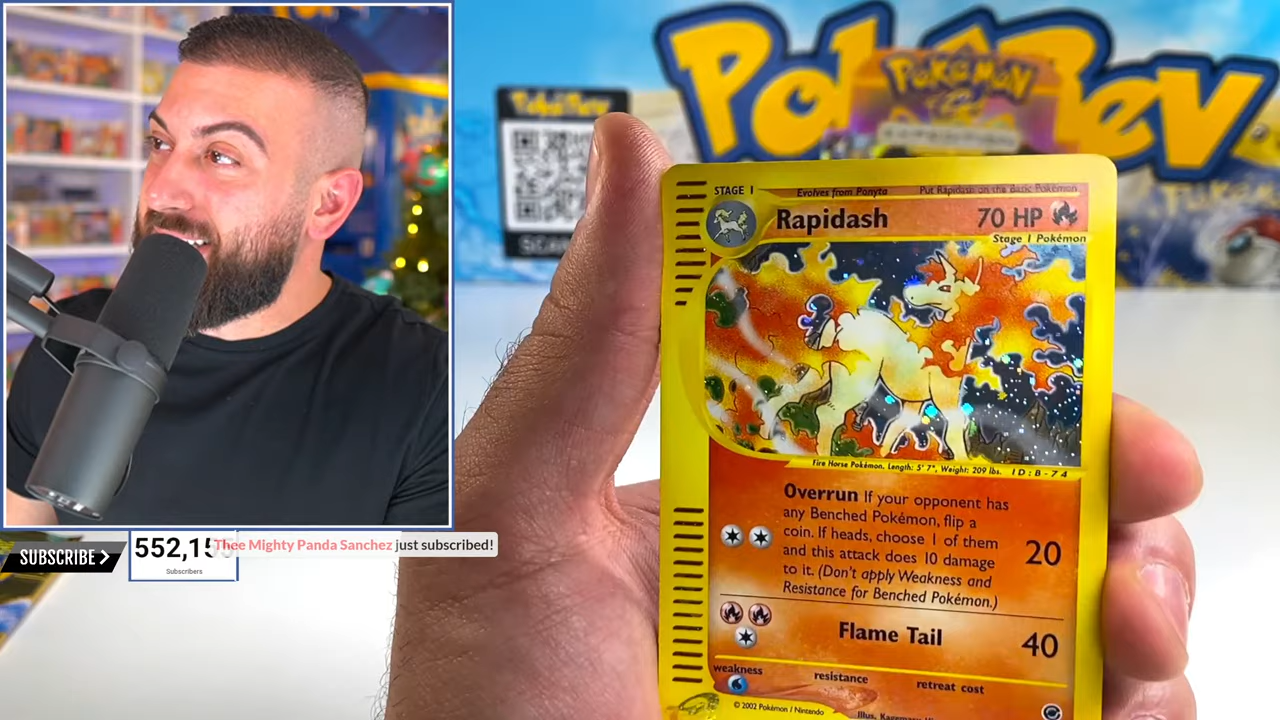 PokéRev
PokéRev
POKÉMON
EXPEDITION
STAGE 1
Evolves from Ponyta
Put Rapidash on the Basic Pokémon
Rapidash
70 HP
Stage 1 Pokémon
Fire Horse Pokémon. Length: 5' 7", Weight: 209 lbs. ID: B-74
Overrun If your opponent has
any Benched Pokémon, flip a
coin. If heads, choose 1 of them
and this attack does 10 damage
to it. (Don't apply Weakness and
Resistance for Benched Pokémon.)
20
Flame Tail
40
weakness
resistance
retreat cost
© 2002 Pokémon / Nintendo
Illus.
SUBSCRIBE
552,15
Subscribers
Thee Mighty Panda Sanchez just subscribed!